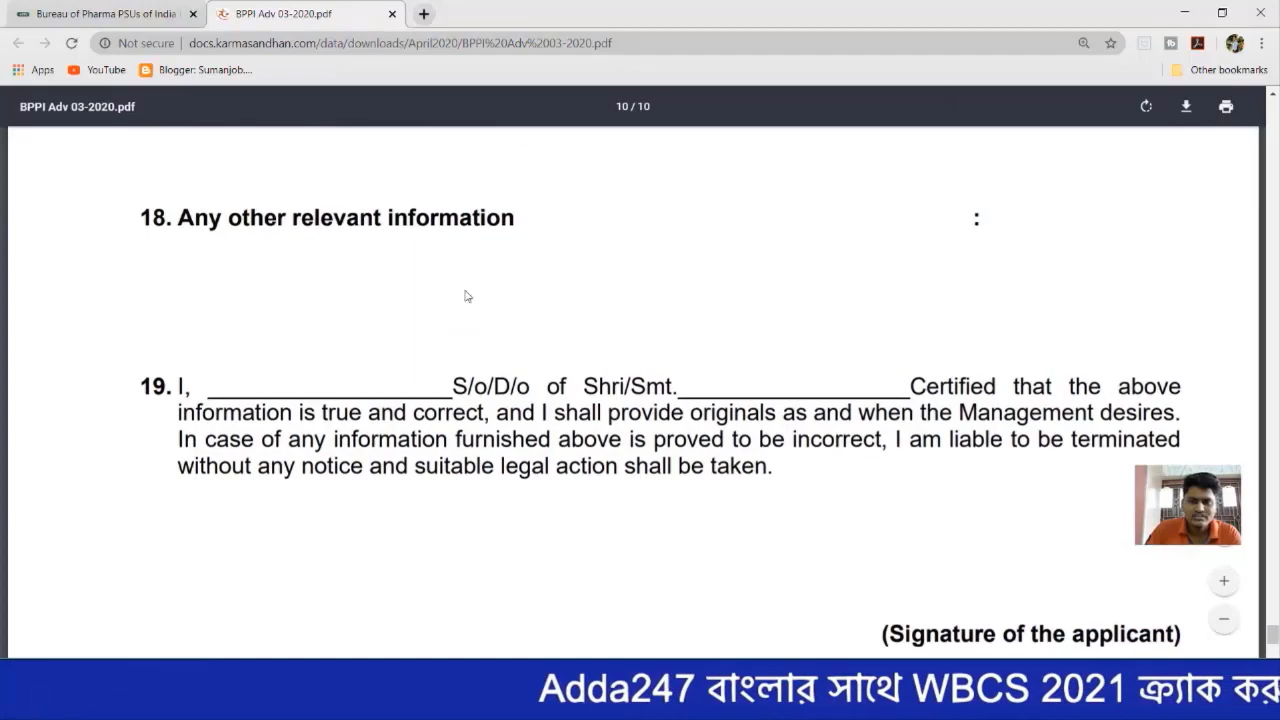 Bureau of Pharma PSUs of India
BPPI Adv 03-2020.pdf
Not secure | docs.karmasandhan.com/data/downloads/April2020/BPPI%20Adv%2003-2020.pdf
Apps YouTube Blogger: Sumanjob.... Other bookmarks
BPPI Adv 03-2020.pdf 10 / 10
18. Any other relevant information :
19. I, ____________________S/o/D/o of Shri/Smt.___________________Certified that the above
information is true and correct, and I shall provide originals as and when the Management desires.
In case of any information furnished above is proved to be incorrect, I am liable to be terminated
without any notice and suitable legal action shall be taken.
(Signature of the applicant)
Adda247 বাংলার সাথে WBCS 2021 ক্র্যাক কর